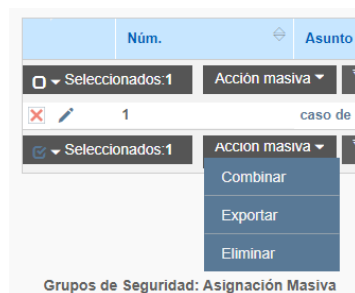 Núm. Asunto
Seleccionados:1 Acción masiva
1 caso de
Seleccionados:1 Acción masiva
Combinar
Exportar
Eliminar
Grupos de Seguridad: Asignación Masiva